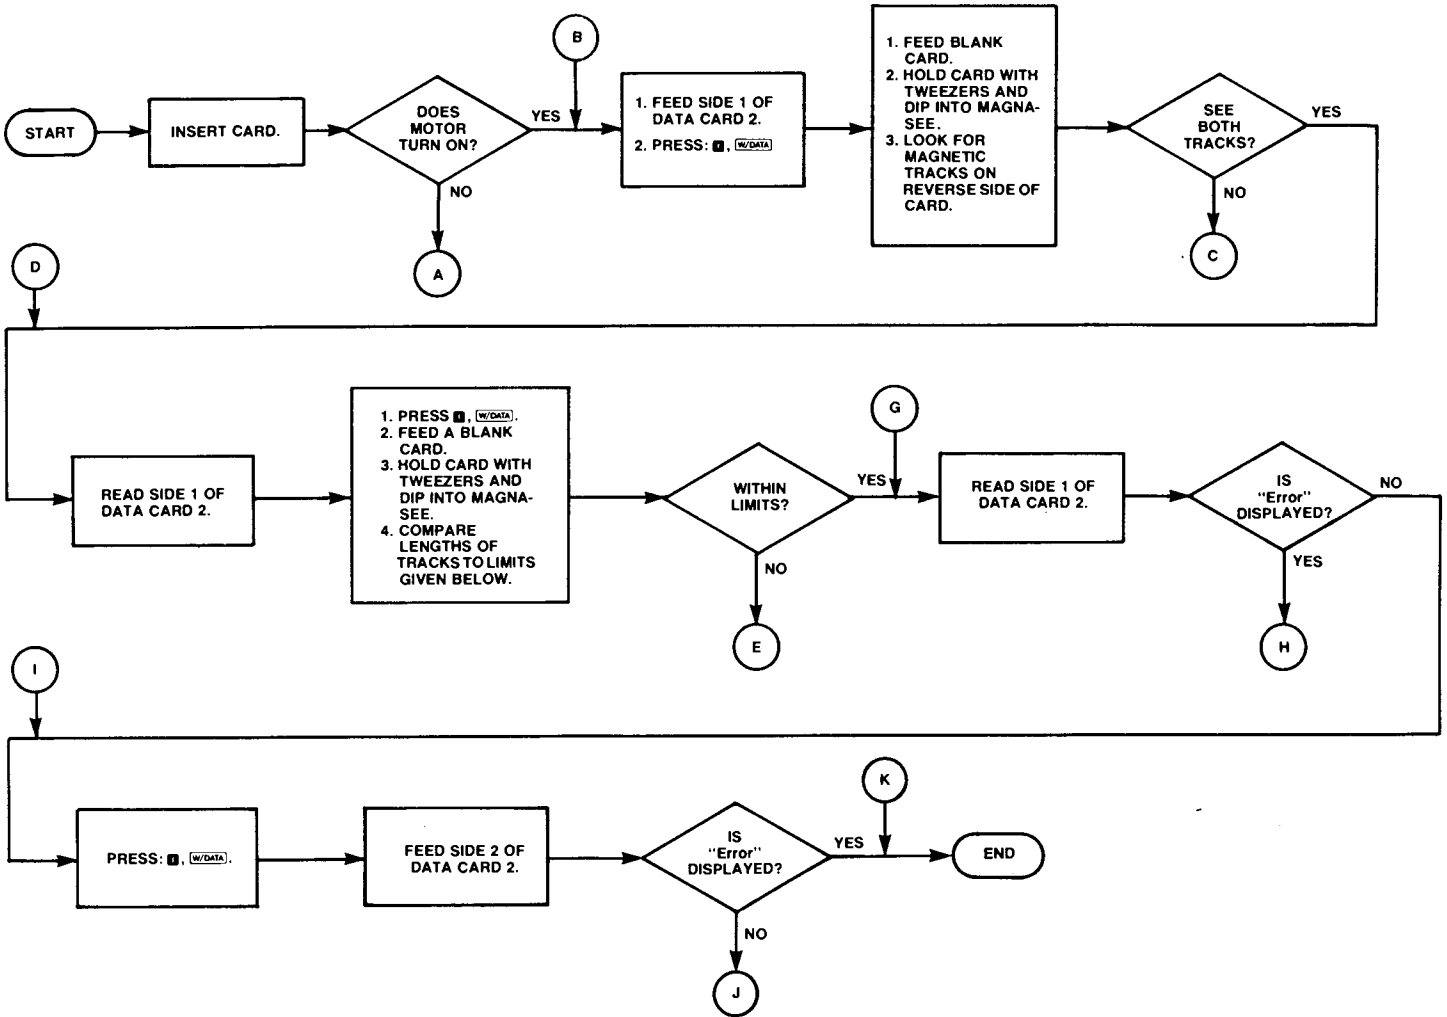 START
INSERT CARD.
DOES
MOTOR
TURN ON?
YES
NO
A
B
1. FEED SIDE 1 OF
DATA CARD 2.
2. PRESS: f, W/DATA
1. FEED BLANK
CARD.
2. HOLD CARD WITH
TWEEZERS AND
DIP INTO MAGNA-
SEE.
3. LOOK FOR
MAGNETIC
TRACKS ON
REVERSE SIDE OF
CARD.
SEE
BOTH
TRACKS?
YES
NO
C
D
READ SIDE 1 OF
DATA CARD 2.
1. PRESS f, W/DATA.
2. FEED A BLANK
CARD.
3. HOLD CARD WITH
TWEEZERS AND
DIP INTO MAGNA-
SEE.
4. COMPARE
LENGTHS OF
TRACKS TO LIMITS
GIVEN BELOW.
WITHIN
LIMITS?
YES
NO
E
G
READ SIDE 1 OF
DATA CARD 2.
IS
"Error"
DISPLAYED?
NO
YES
H
I
PRESS: f, W/DATA.
FEED SIDE 2 OF
DATA CARD 2.
IS
"Error"
DISPLAYED?
YES
NO
J
K
END